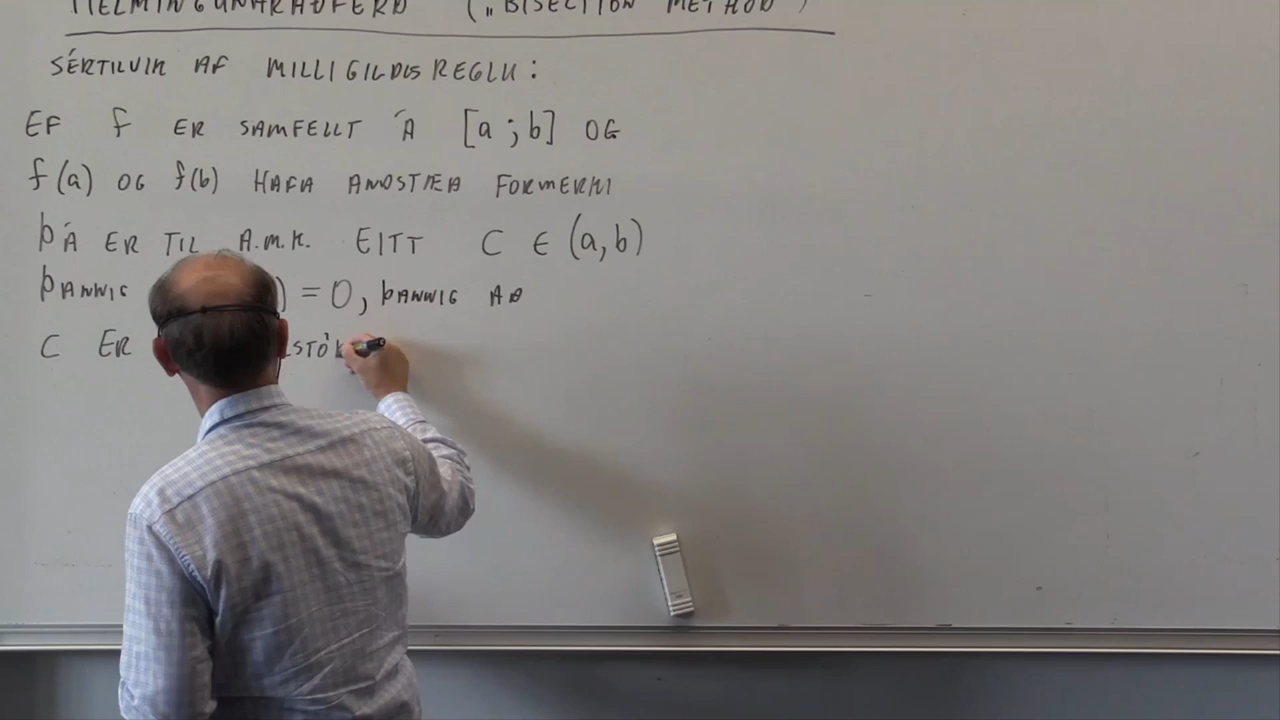 HELMINGUNARAÐFERÐ („BISECTION METHOD")
SÉRTILVIK AF MILLIGILDISREGLU:
EF f ER SAMFELLT Á [a ; b] OG
f(a) OG f(b) HAFA ANDSTÆÐ FORMERKI
ÞÁ ER TIL A.M.K. EITT C ∈ (a, b)
ÞANNIG ) = 0, ÞANNIG AÐ
C ER